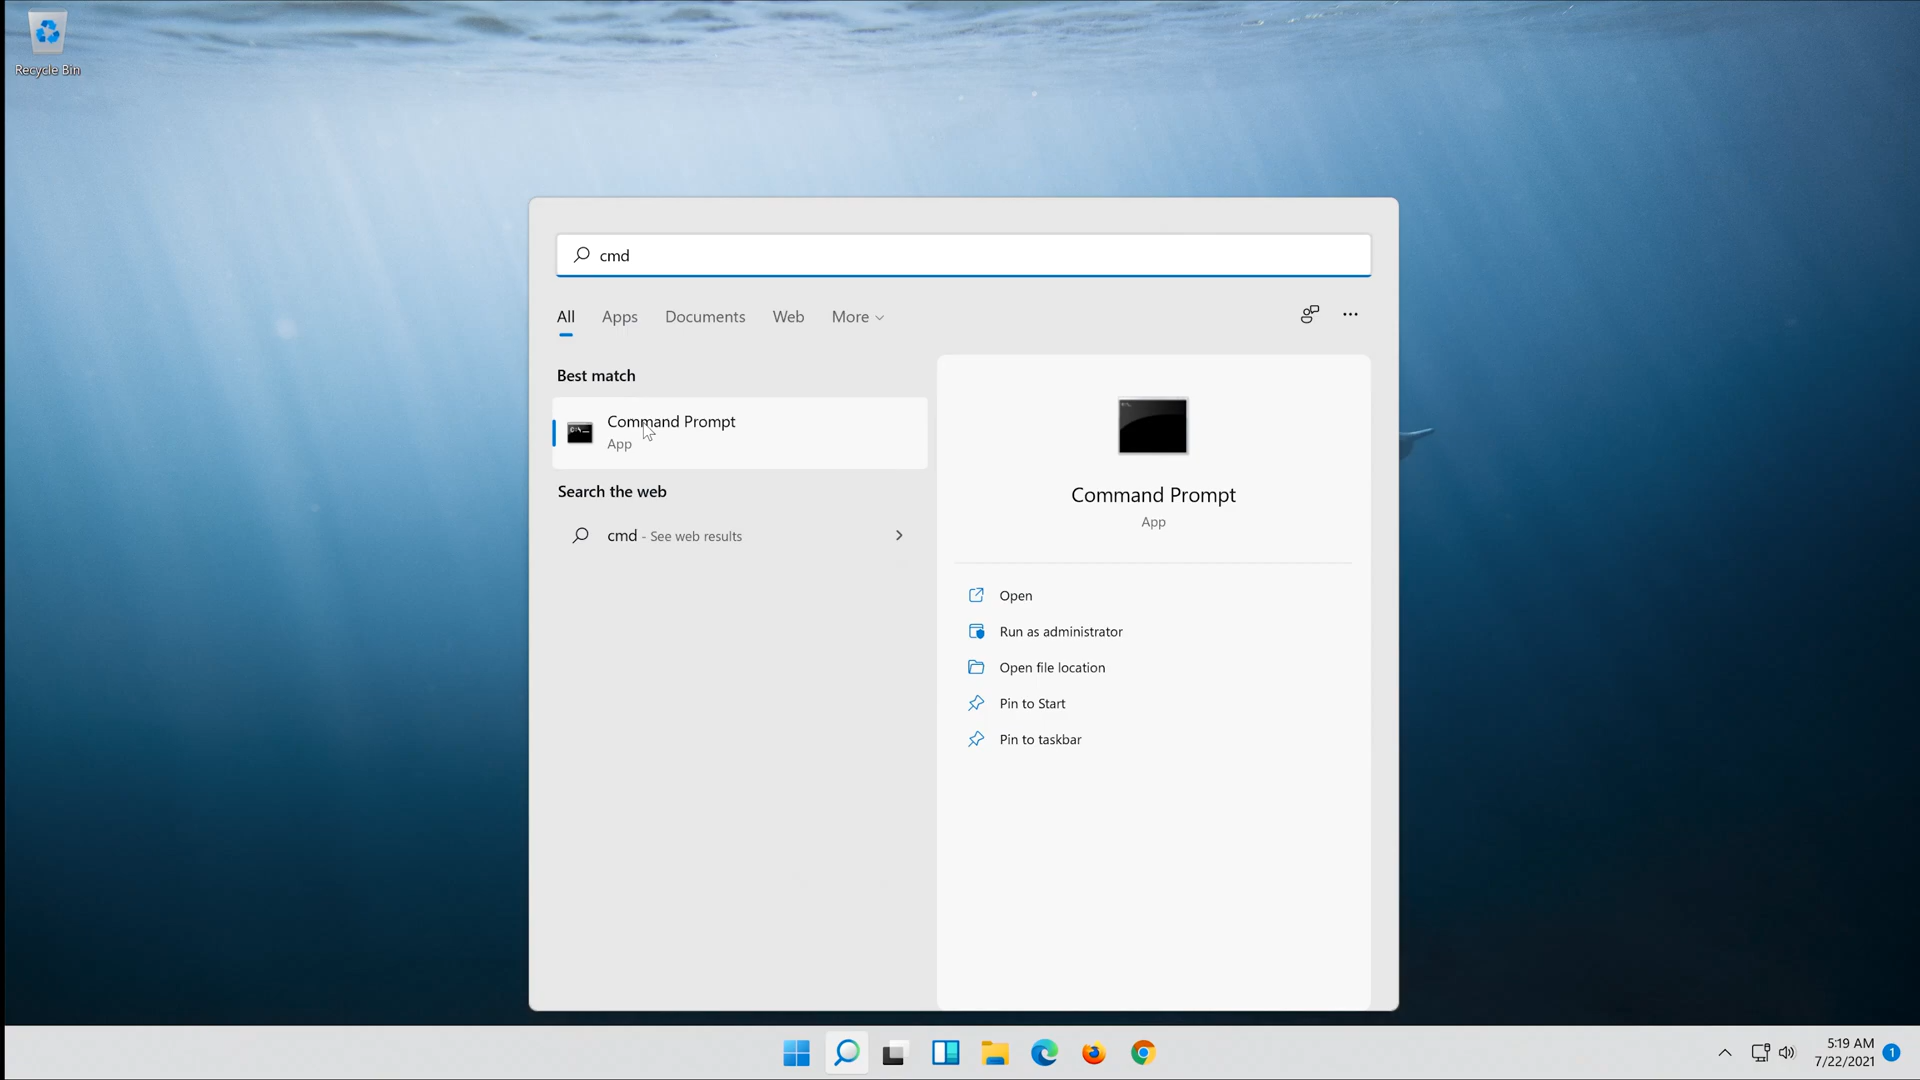 Recycle Bin
cmd
All Apps Documents Web More
Best match
Command Prompt
App
Search the web
cmd - See web results
Command Prompt
App
Open
Run as administrator
Open file location
Pin to Start
Pin to taskbar
5:19 AM
7/22/2021
1